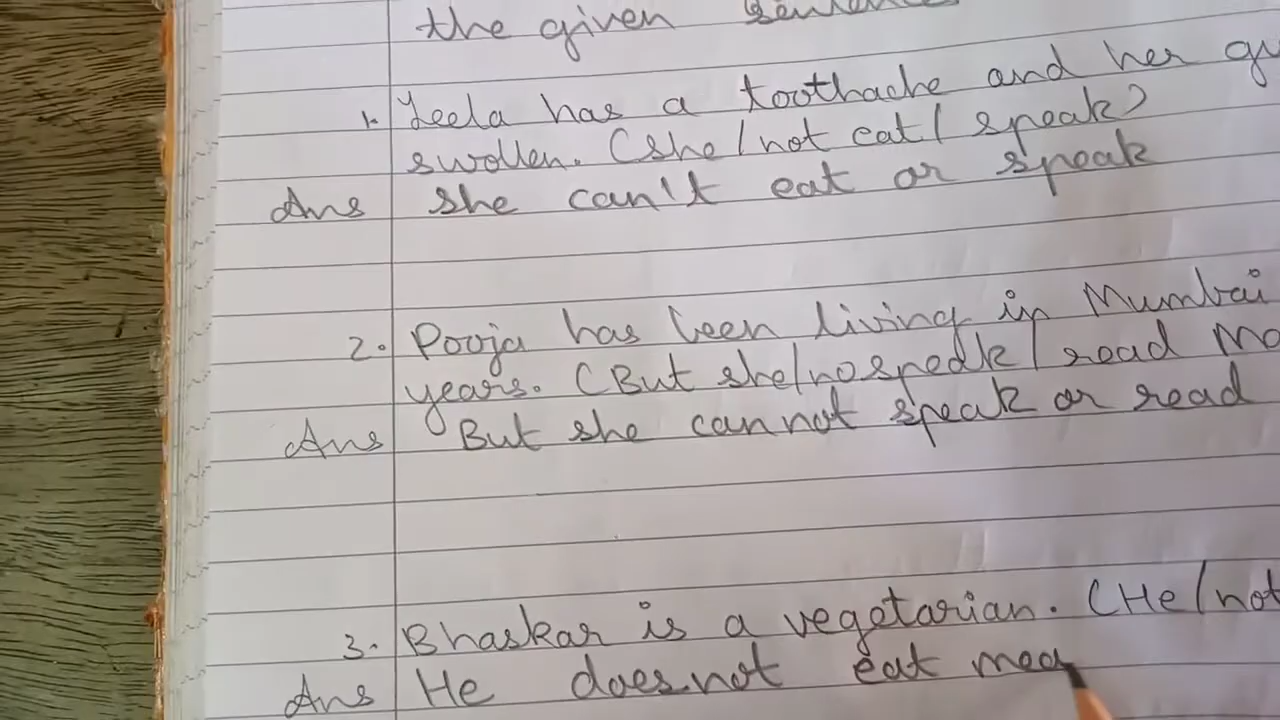 the given
1. Leela has a toothache and her
swollen. (she/not eat/ speak)
Ans she can't eat or speak
2. Pooja has been living in Mumbai
years. (But she/no speak/ read
Ans But she cannot speak or read
3. Bhaskar is a vegetarian. (He/not
Ans He does not eat